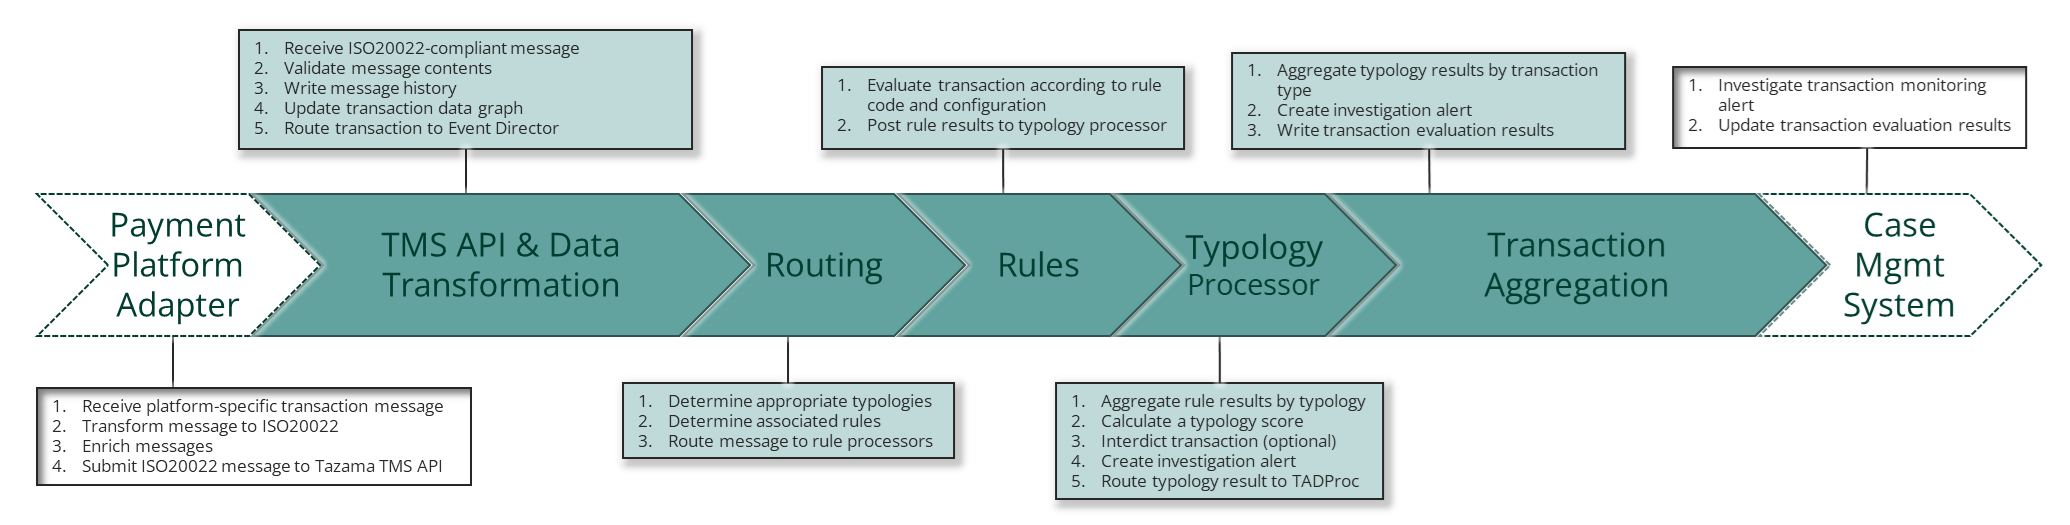 1. Receive ISO20022-compliant message
2. Validate message contents
3. Write message history
4. Update transaction data graph
5. Route transaction to Event Director
1. Evaluate transaction according to rule
code and configuration
2. Post rule results to typology processor
1. Aggregate typology results by transaction
type
2. Create investigation alert
3. Write transaction evaluation results
1. Investigate transaction monitoring
alert
2. Update transaction evaluation results
Payment
Platform
Adapter
TMS API & Data
Transformation
Routing
Rules
Typology
Processor
Transaction
Aggregation
Case
Mgmt
System
1. Receive platform-specific transaction message
2. Transform message to ISO20022
3. Enrich messages
4. Submit ISO20022 message to Tazama TMS API
1. Determine appropriate typologies
2. Determine associated rules
3. Route message to rule processors
1. Aggregate rule results by typology
2. Calculate a typology score
3. Interdict transaction (optional)
4. Create investigation alert
5. Route typology result to TADProc